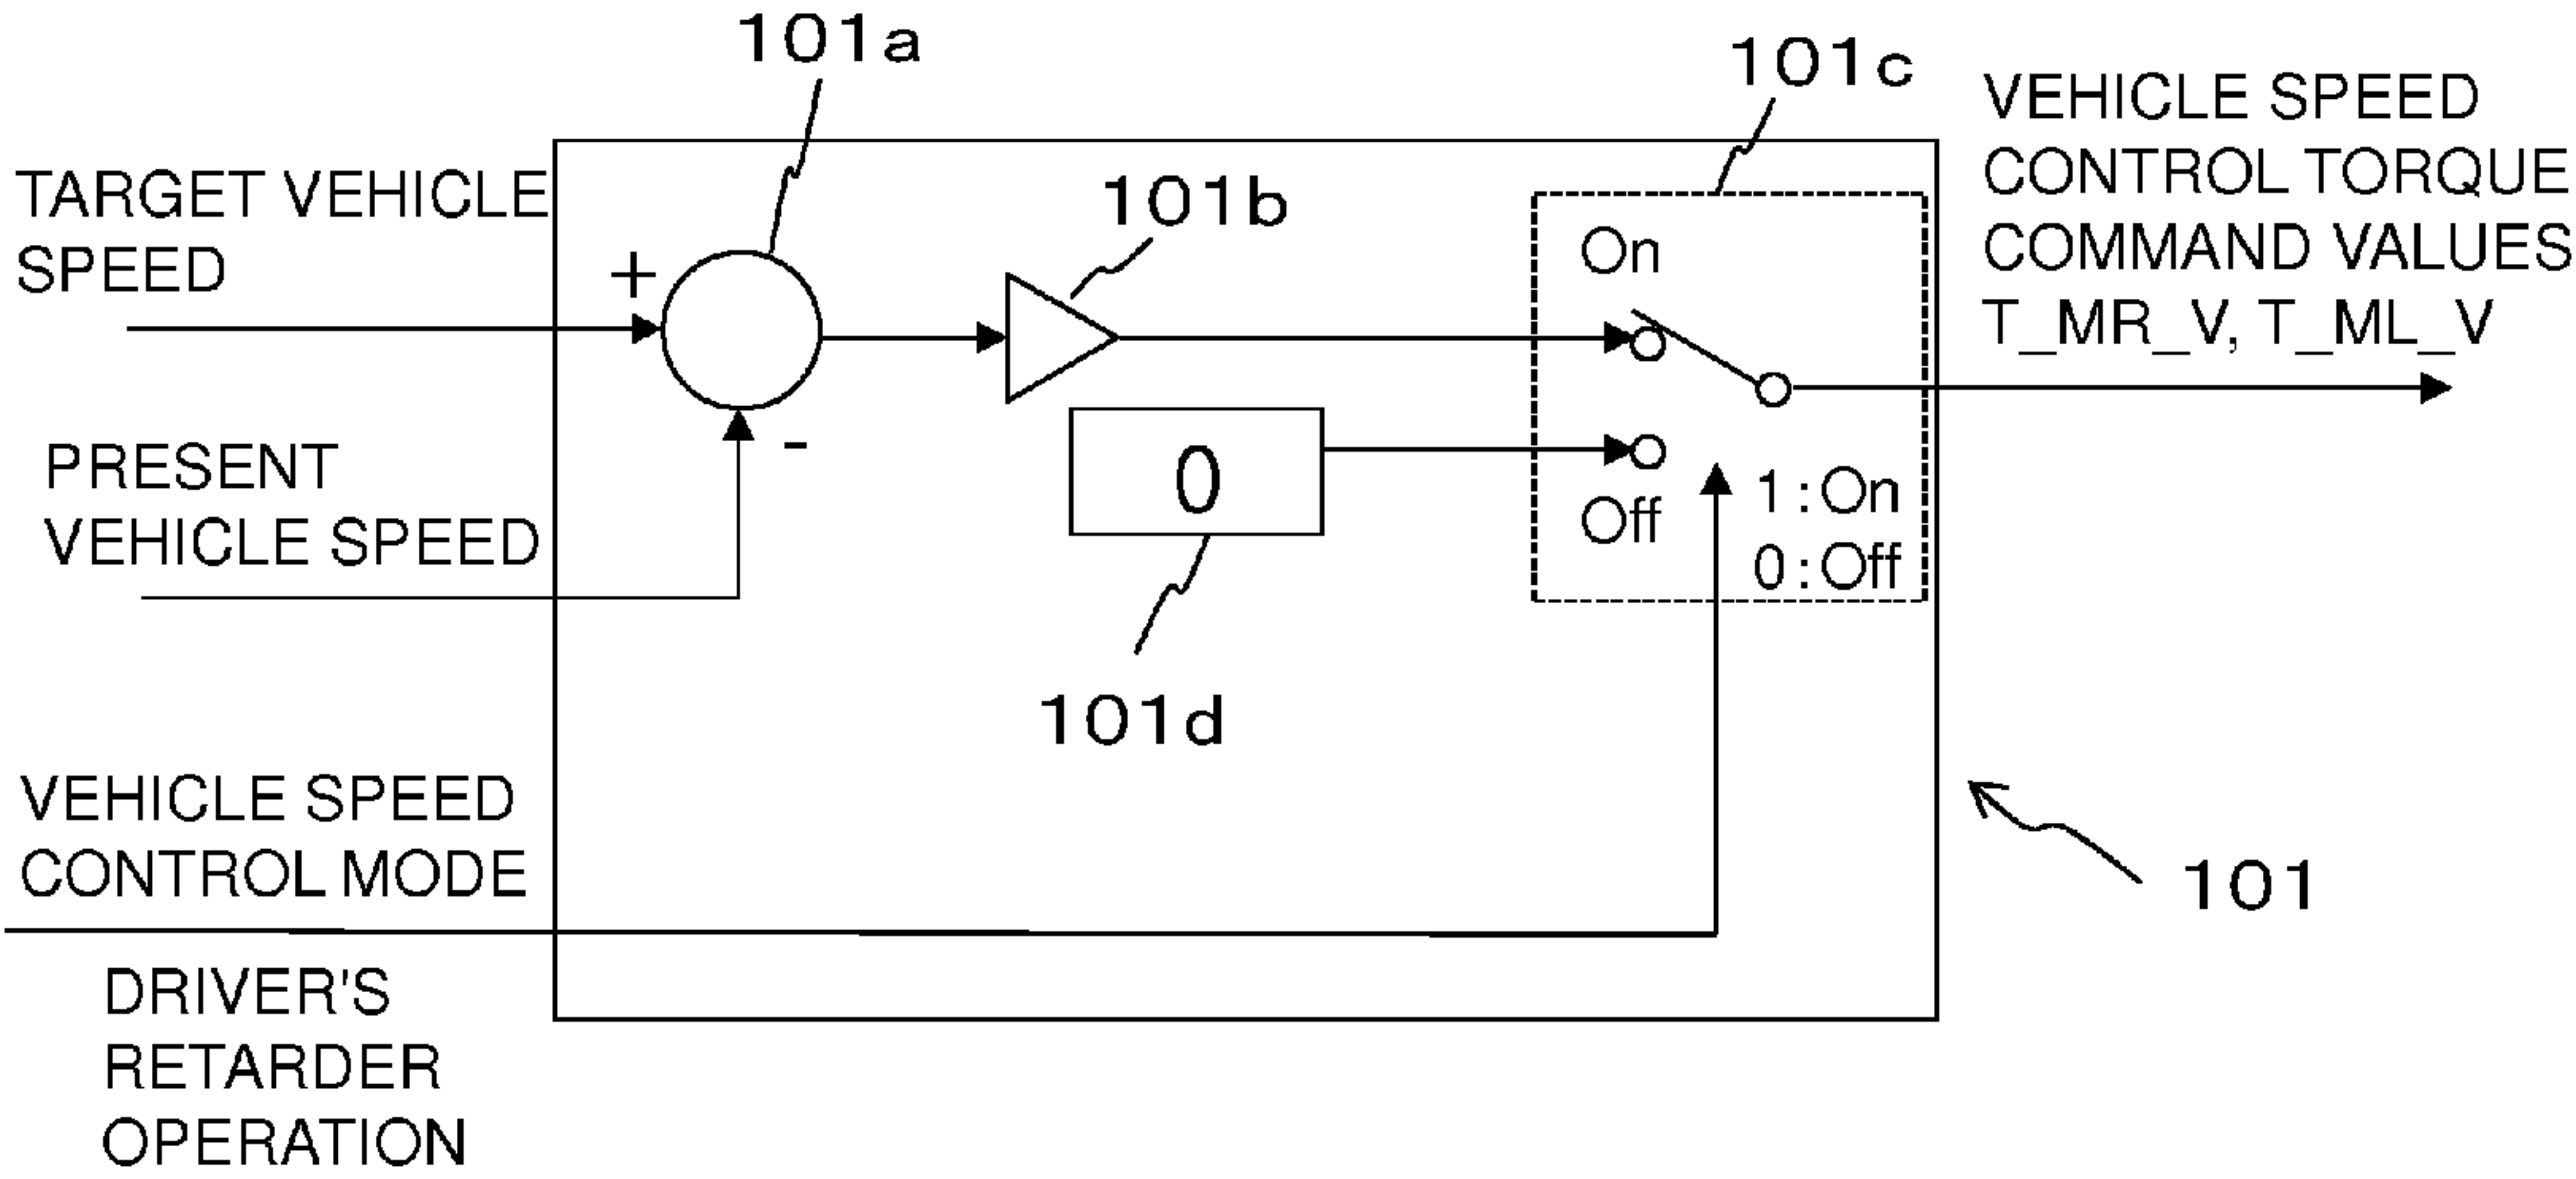 101a
101c
VEHICLE SPEED
CONTROL TORQUE
COMMAND VALUES
T_MR_V, T_ML_V
TARGET VEHICLE
SPEED
101b
+
On
PRESENT
VEHICLE SPEED
-
0
Off
1:On
0:Off
101d
VEHICLE SPEED
CONTROL MODE
101
DRIVER'S
RETARDER
OPERATION